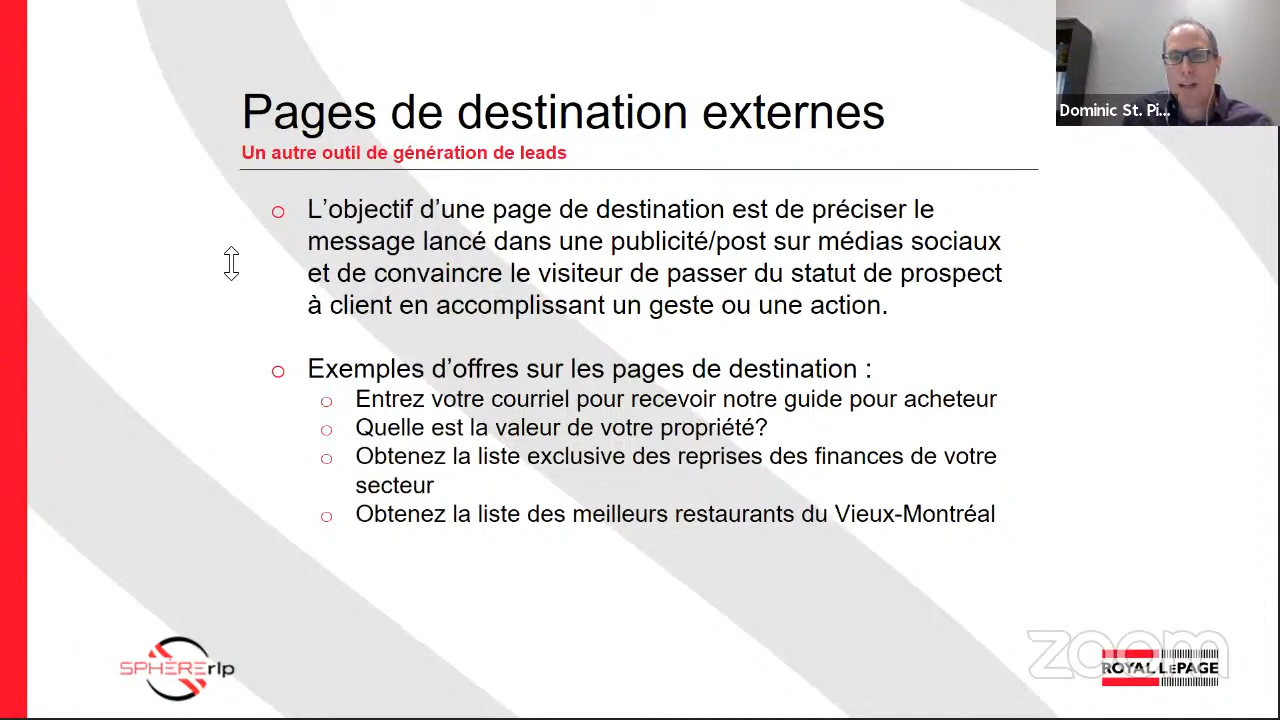 Pages de destination externes
Un autre outil de génération de leads
L’objectif d’une page de destination est de préciser le
message lancé dans une publicité/post sur médias sociaux
et de convaincre le visiteur de passer du statut de prospect
à client en accomplissant un geste ou une action.
Exemples d’offres sur les pages de destination :
Entrez votre courriel pour recevoir notre guide pour acheteur
Quelle est la valeur de votre propriété?
Obtenez la liste exclusive des reprises des finances de votre
secteur
Obtenez la liste des meilleurs restaurants du Vieux-Montréal
Dominic St. Pi...
SPHÈRErlp
zoom
ROYAL LEPAGE